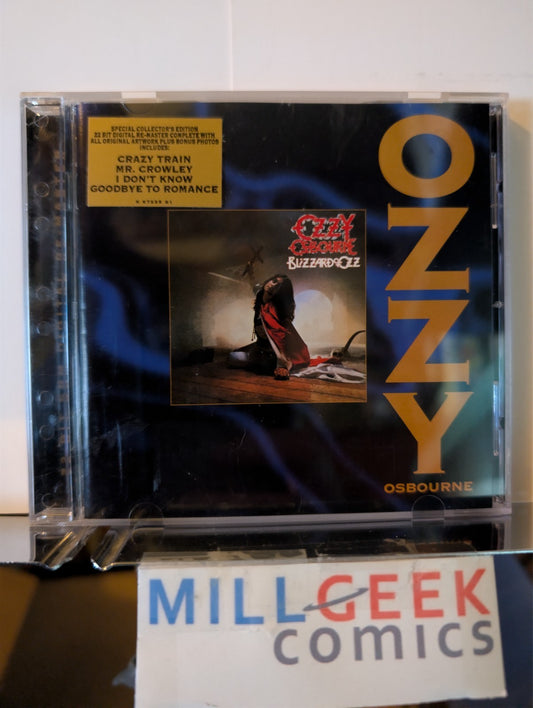 SPECIAL COLLECTOR'S EDITION
22 BIT DIGITAL RE-MASTER COMPLETE WITH
ALL ORIGINAL ARTWORK PLUS BONUS PHOTOS
INCLUDES:
CRAZY TRAIN
MR. CROWLEY
I DON'T KNOW
GOODBYE TO ROMANCE
OZZY
OSBOURNE
BLIZZARD OF OZZ
OZZY
OSBOURNE
MILLGEEK
comics